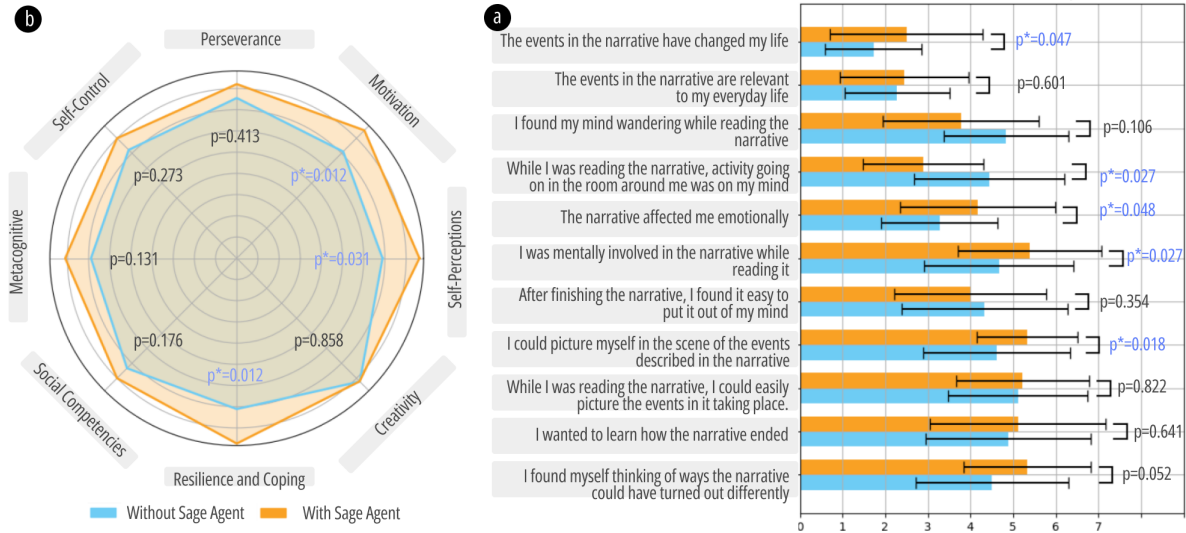 b
Perseverance
Self-Control
Motivation
p=0.413
p=0.273
p*=0.012
Metacognitive
p=0.131
p*=0.031
Self-Perceptions
p=0.176
p=0.858
p*=0.012
Social Competencies
Creativity
Resilience and Coping
Without Sage Agent
With Sage Agent
a
The events in the narrative have changed my life
p*=0.047
The events in the narrative are relevant
to my everyday life
p=0.601
I found my mind wandering while reading the
narrative
p=0.106
While I was reading the narrative, activity going
on in the room around me was on my mind
p*=0.027
The narrative affected me emotionally
p*=0.048
I was mentally involved in the narrative while
reading it
p*=0.027
After finishing the narrative, I found it easy to
put it out of my mind
p=0.354
I could picture myself in the scene of the events
described in the narrative
p*=0.018
While I was reading the narrative, I could easily
picture the events in it taking place.
p=0.822
I wanted to learn how the narrative ended
p=0.641
I found myself thinking of ways the narrative
could have turned out differently
p=0.052
0 1 2 3 4 5 6 7